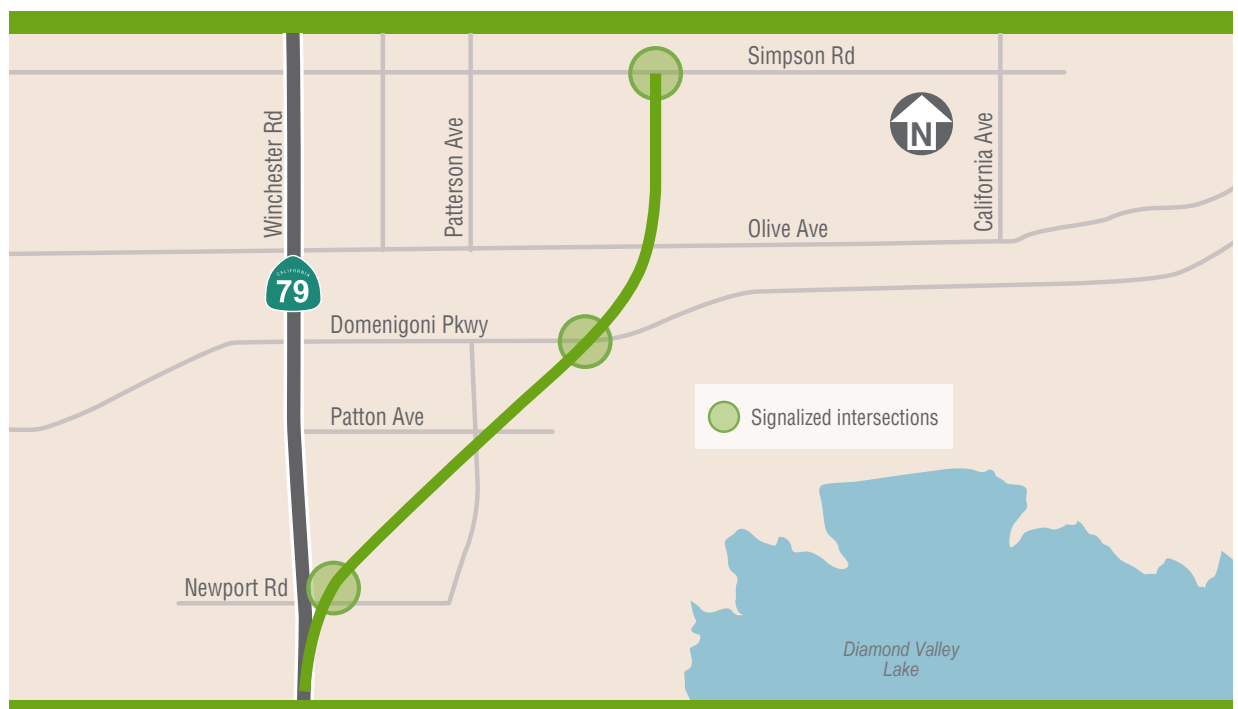 Simpson Rd
Winchester Rd
Patterson Ave
N
California Ave
Olive Ave
CALIFORNIA
79
Domenigoni Pkwy
Patton Ave
Signalized intersections
Newport Rd
Diamond Valley
Lake